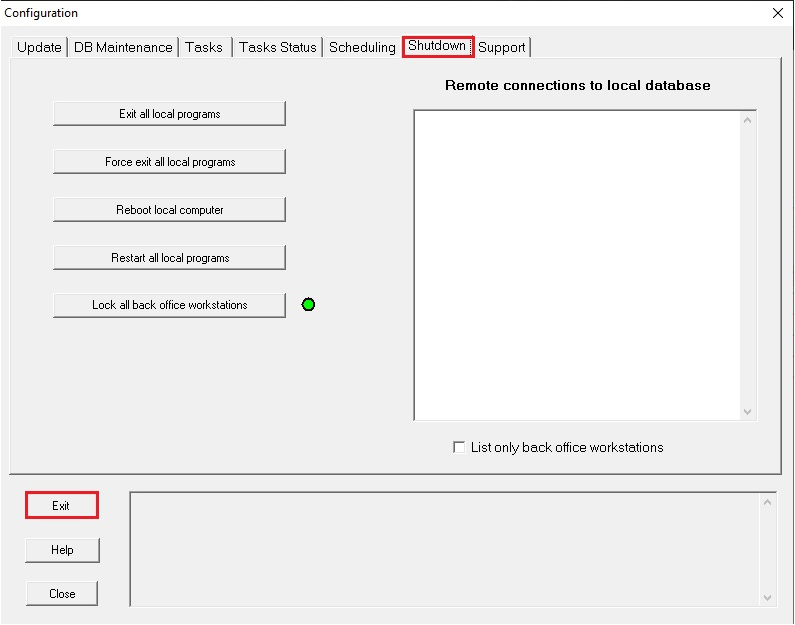 Configuration
Update DB Maintenance Tasks Tasks Status Scheduling Shutdown Support
Remote connections to local database
Exit all local programs
Force exit all local programs
Reboot local computer
Restart all local programs
Lock all back office workstations
List only back office workstations
Exit
Help
Close